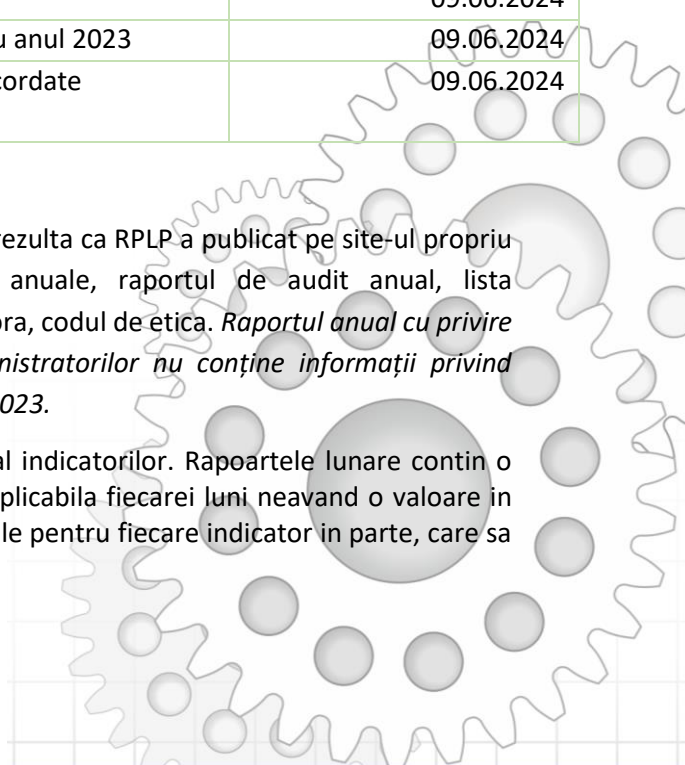 09.06.2024
u anul 2023 09.06.2024
cordate 09.06.2024
rezulta ca RPLP a publicat pe site-ul propriu
anuale, raportul de audit anual, lista
ora, codul de etica. Raportul anual cu privire
nistratorilor nu conține informații privind
023.
al indicatorilor. Rapoartele lunare contin o
plicabila fiecarei luni neavand o valoare in
le pentru fiecare indicator in parte, care sa